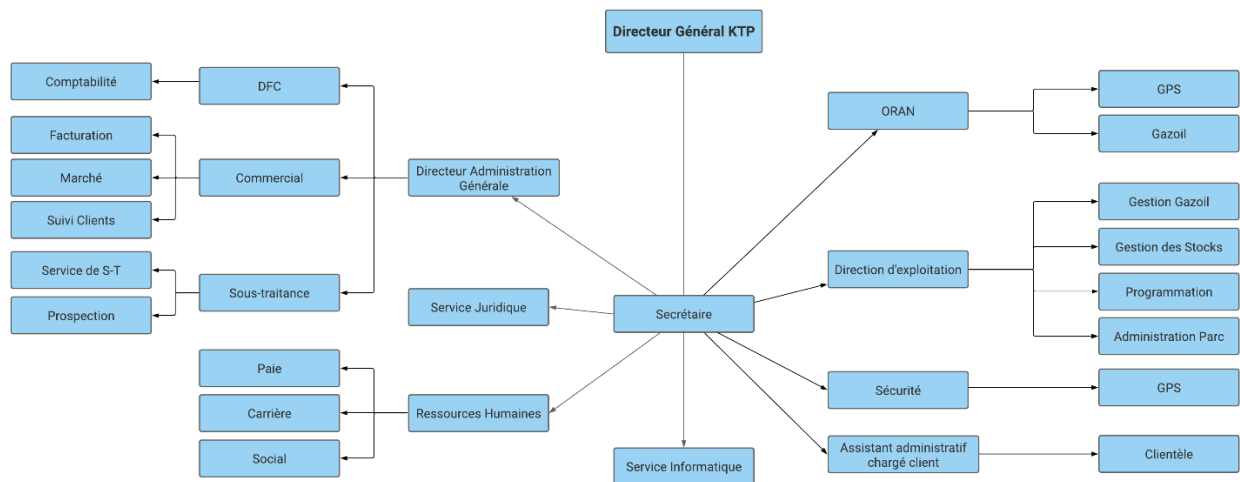 Directeur Général KTP
Comptabilité
DFC
GPS
ORAN
Facturation
Gazoil
Marché
Commercial
Directeur Administration
Générale
Suivi Clients
Gestion Gazoil
Gestion des Stocks
Service de S-T
Direction d'exploitation
Sous-traitance
Service Juridique
Programmation
Prospection
Secrétaire
Administration Parc
Paie
Sécurité
GPS
Carrière
Ressources Humaines
Social
Service Informatique
Assistant administratif
chargé client
Clientèle